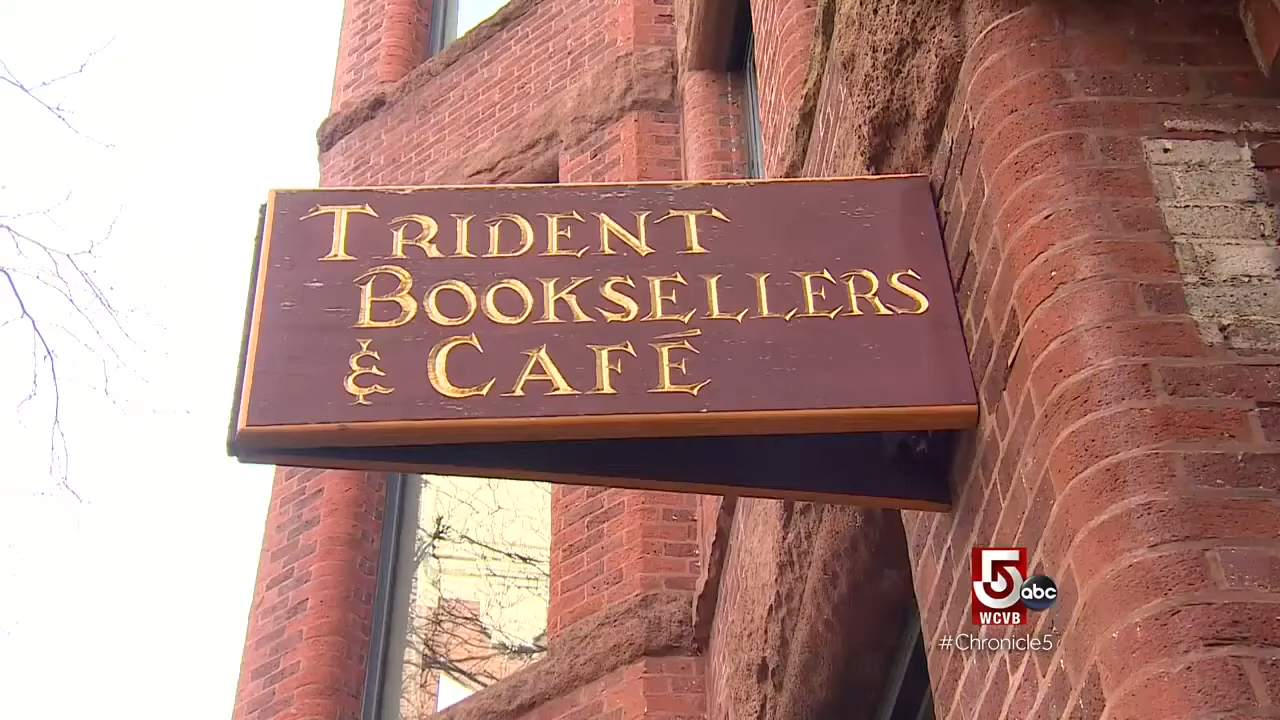 TRIDENT
BOOKSELLERS
& CAFÉ
5
abc
WCVB
#Chronicle5